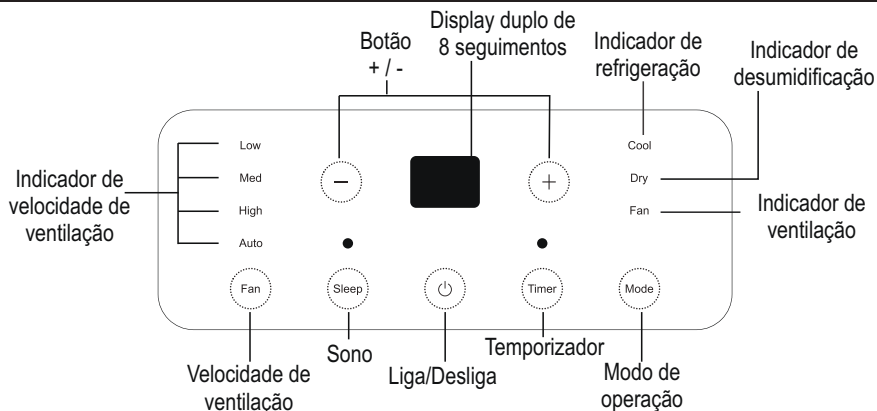 Display duplo de
8 seguimentos
Botão
+ / -
Indicador de
refrigeração
Indicador de
desumidificação
Low
Med
High
Auto
Indicador de
velocidade de
ventilação
−
+
Cool
Dry
Fan
Indicador de
ventilação
Fan
Sleep
Timer
Mode
Velocidade de
ventilação
Sono
Liga/Desliga
Temporizador
Modo de
operação